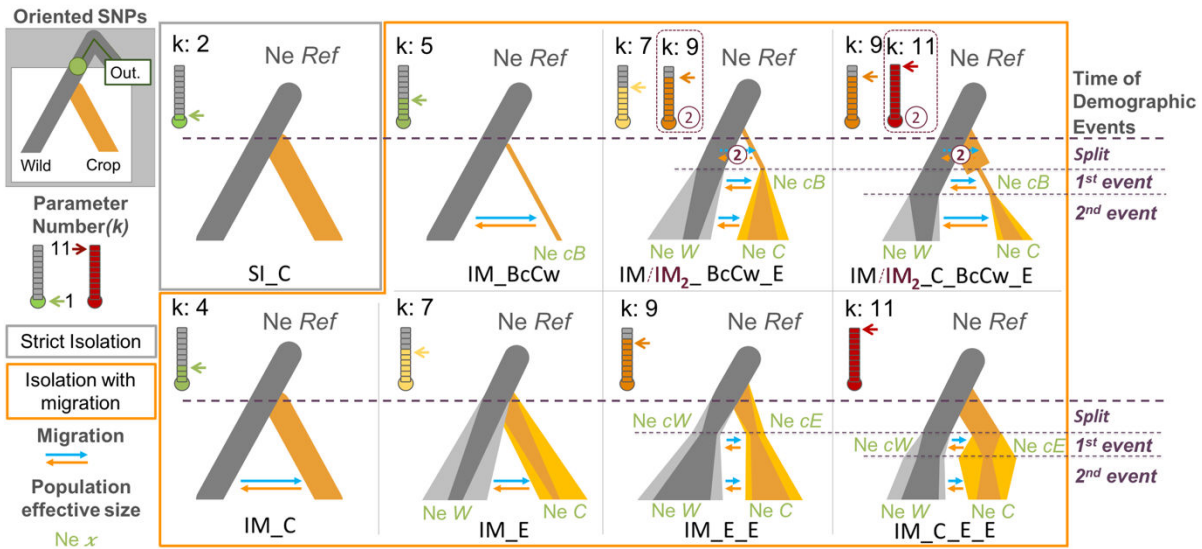 Oriented SNPs
Out.
Wild
Crop
Parameter
Number(k)
11
1
Strict Isolation
Isolation with
migration
Migration
Population
effective size
Ne x
k: 2
Ne Ref
SI_C
k: 5
Ne Ref
Ne cB
IM_BcCw
k: 7
k: 9
2
Ne Ref
2
Ne cB
Ne W
Ne C
IM/IM2_BcCw_E
k: 9
k: 11
2
Ne Ref
2
Ne cB
Ne W
Ne C
IM/IM2_C_BcCw_E
Time of
Demographic
Events
Split
1st event
2nd event
k: 4
Ne Ref
IM_C
k: 7
Ne Ref
Ne W
Ne C
IM_E
k: 9
Ne Ref
Ne cW
Ne cE
Ne W
Ne C
IM_E_E
k: 11
Ne Ref
Ne cW
Ne cE
Ne W
Ne C
IM_C_E_E
Split
1st event
2nd event